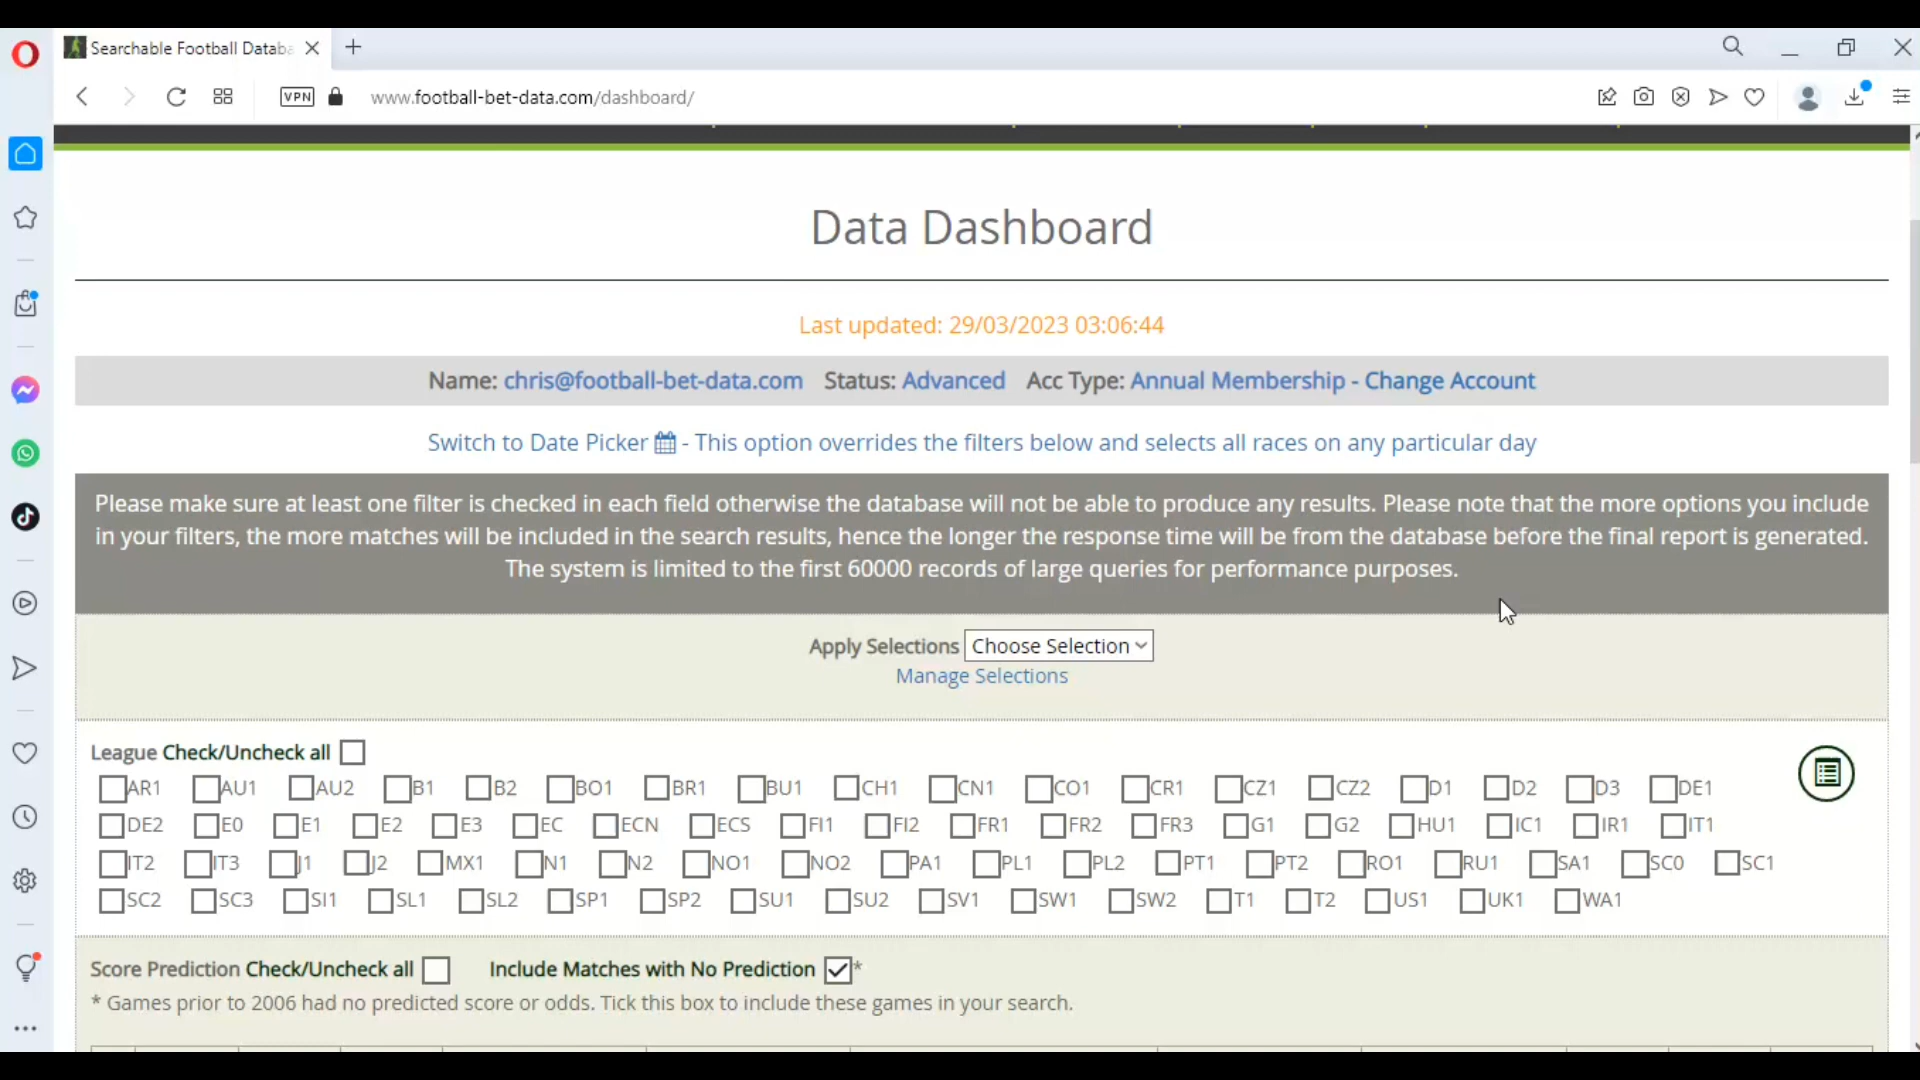 Searchable Football Databa
VPN www.football-bet-data.com/dashboard/
Data Dashboard
Last updated: 29/03/2023 03:06:44
Name: chris@football-bet-data.com Status: Advanced Acc Type: Annual Membership - Change Account
Switch to Date Picker - This option overrides the filters below and selects all races on any particular day
Please make sure at least one filter is checked in each field otherwise the database will not be able to produce any results. Please note that the more options you include
in your filters, the more matches will be included in the search results, hence the longer the response time will be from the database before the final report is generated.
The system is limited to the first 60000 records of large queries for performance purposes.
Apply Selections Choose Selection
Manage Selections
League Check/Uncheck all
AR1 AU1 AU2 B1 B2 BO1 BR1 BU1 CH1 CN1 CO1 CR1 CZ1 CZ2 D1 D2 D3 DE1
DE2 E0 E1 E2 E3 EC ECN ECS FI1 FI2 FR1 FR2 FR3 G1 G2 HU1 IC1 IR1 IT1
IT2 IT3 J1 J2 MX1 N1 N2 NO1 NO2 PA1 PL1 PL2 PT1 PT2 RO1 RU1 SA1 SC0 SC1
SC2 SC3 SI1 SL1 SL2 SP1 SP2 SU1 SU2 SV1 SW1 SW2 T1 T2 US1 UK1 WA1
Score Prediction Check/Uncheck all Include Matches with No Prediction *
* Games prior to 2006 had no predicted score or odds. Tick this box to include these games in your search.